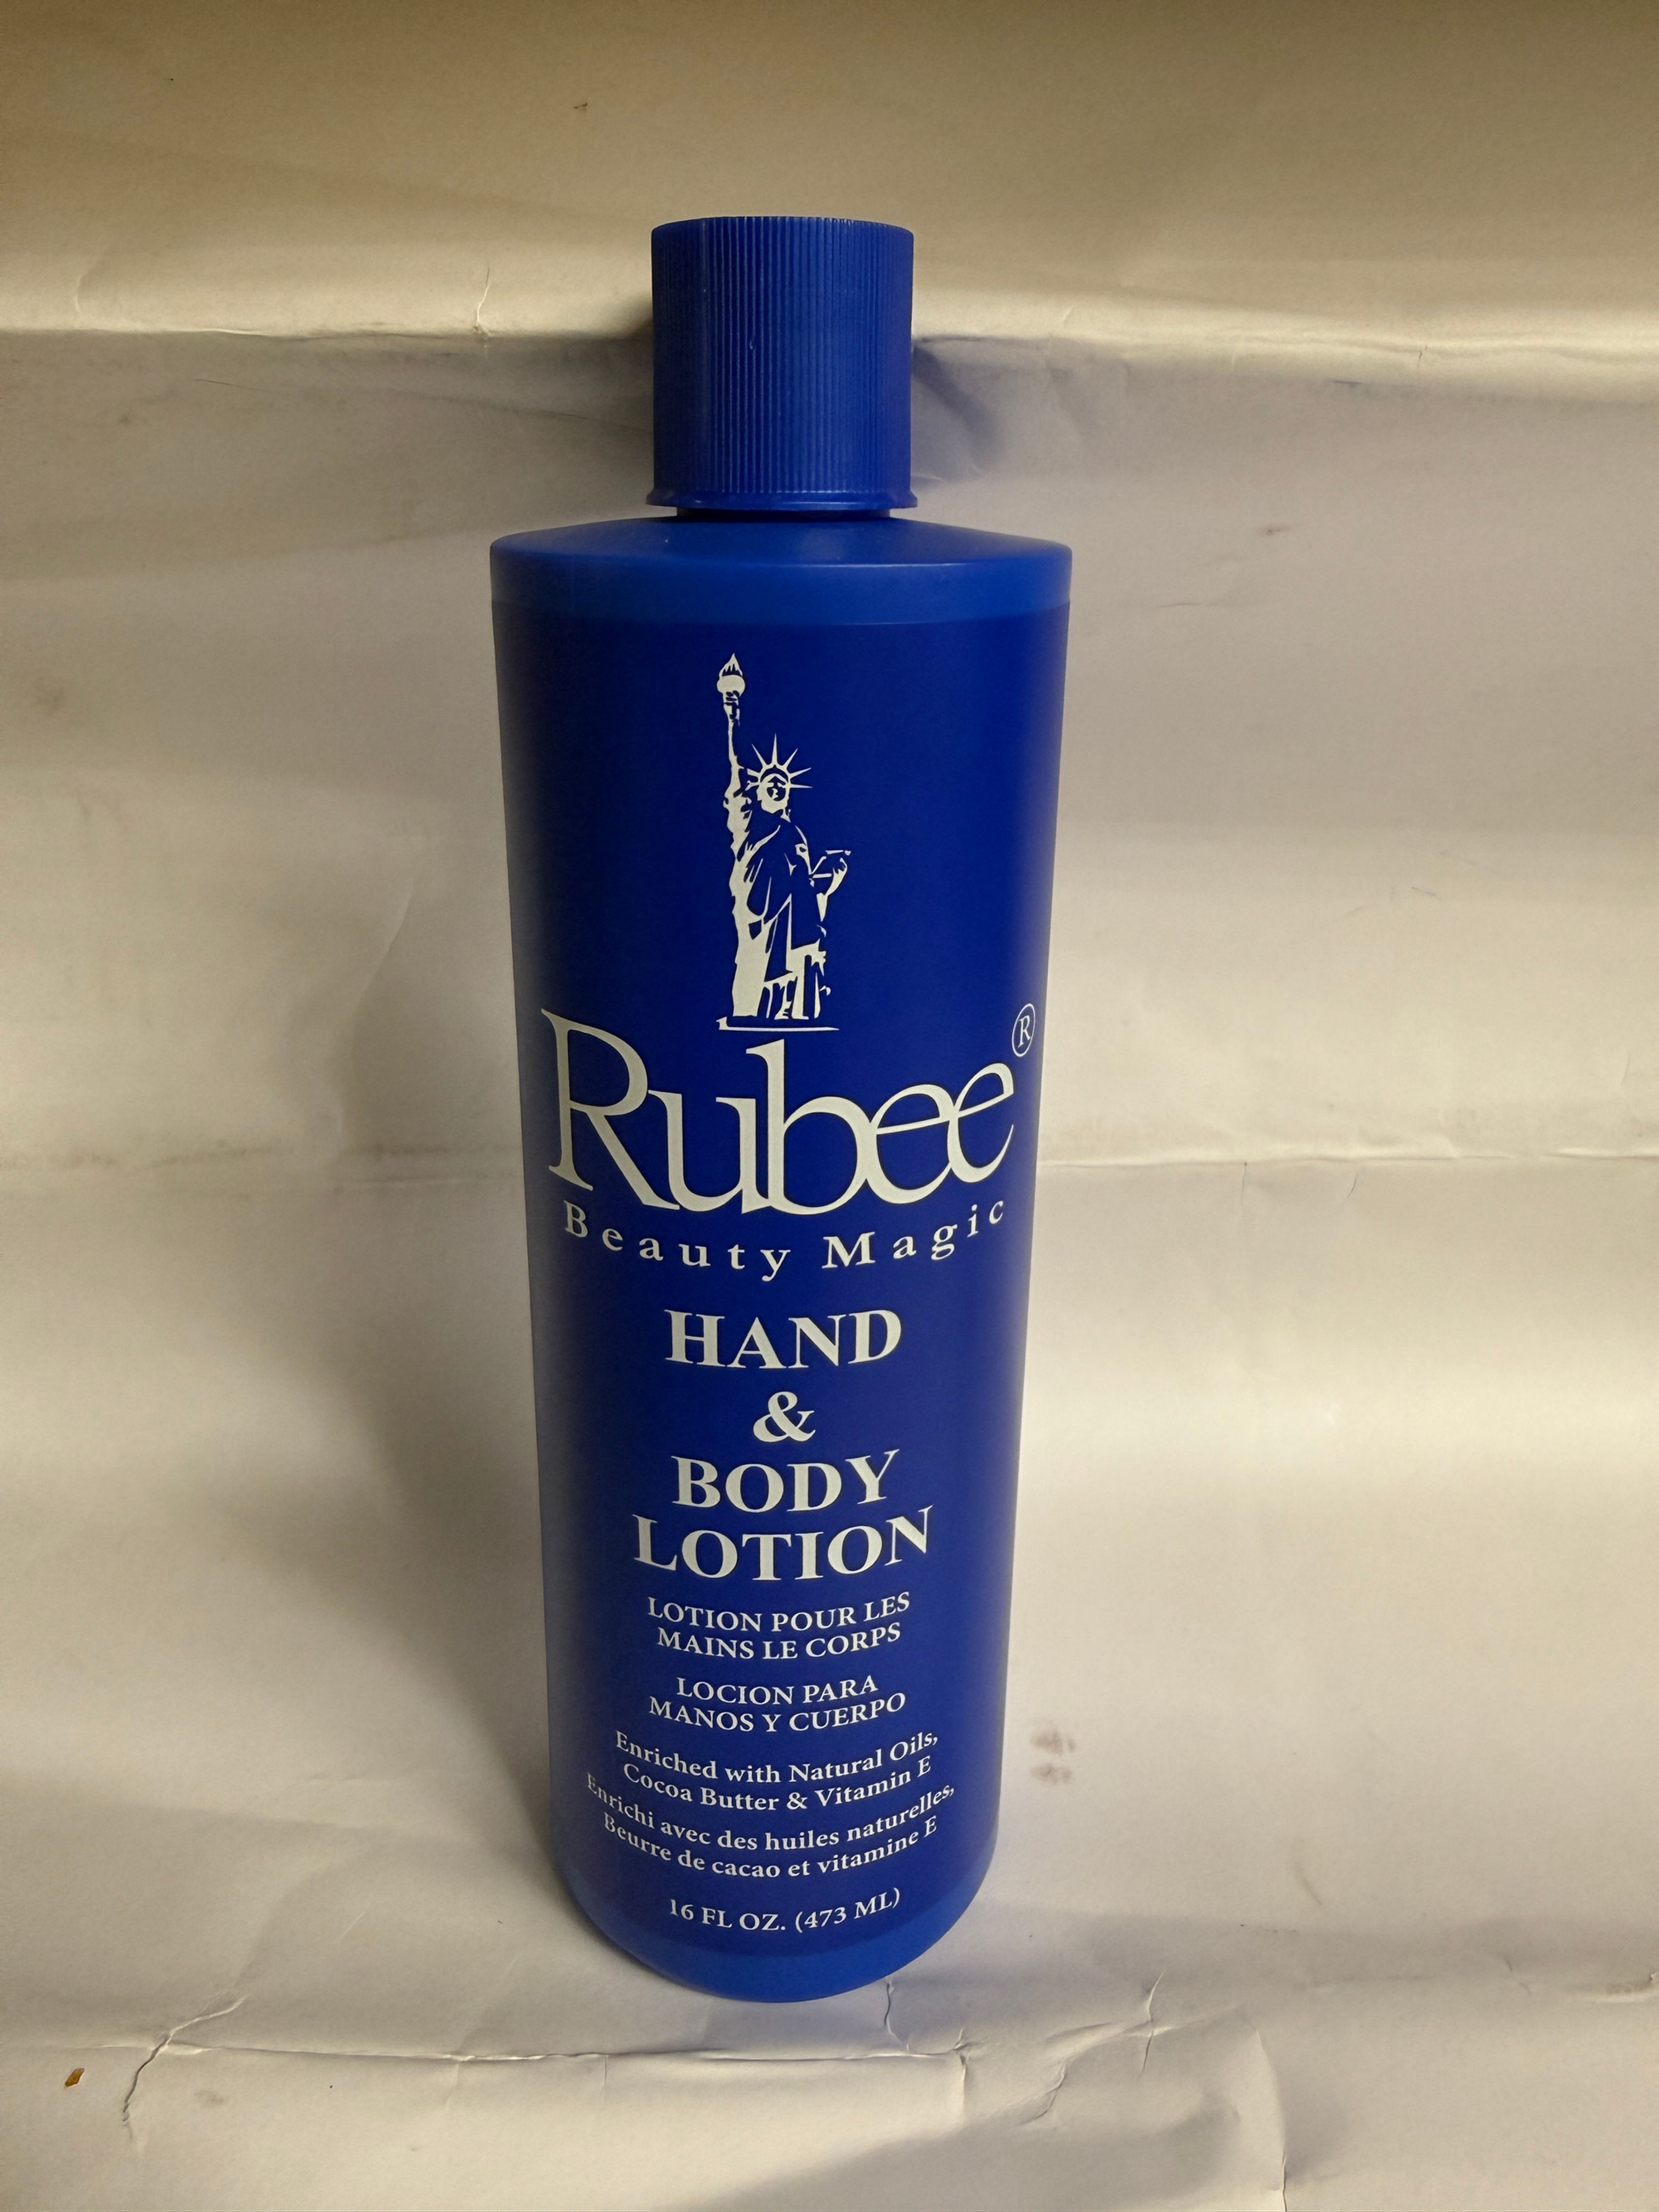 Rubee®
Beauty Magic
HAND
&
BODY
LOTION
LOTION POUR LES
MAINS LE CORPS
LOCION PARA
MANOS Y CUERPO
Enriched with Natural Oils,
Cocoa Butter & Vitamin E
Enrichi avec des huiles naturelles,
Beurre de cacao et vitamine E
16 FL OZ. (473 ML)